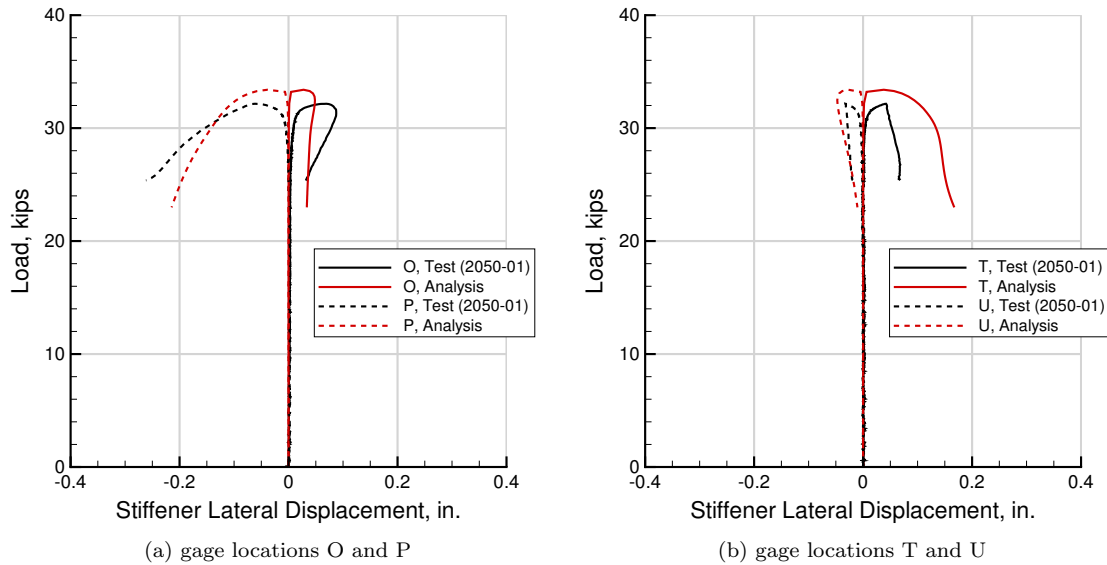 40
30
20
10
0
Load, kips
-0.4
-0.2
0
0.2
0.4
Stiffener Lateral Displacement, in.
O, Test (2050-01)
O, Analysis
P, Test (2050-01)
P, Analysis
(a) gage locations O and P
40
30
20
10
0
Load, kips
-0.4
-0.2
0
0.2
0.4
Stiffener Lateral Displacement, in.
T, Test (2050-01)
T, Analysis
U, Test (2050-01)
U, Analysis
(b) gage locations T and U